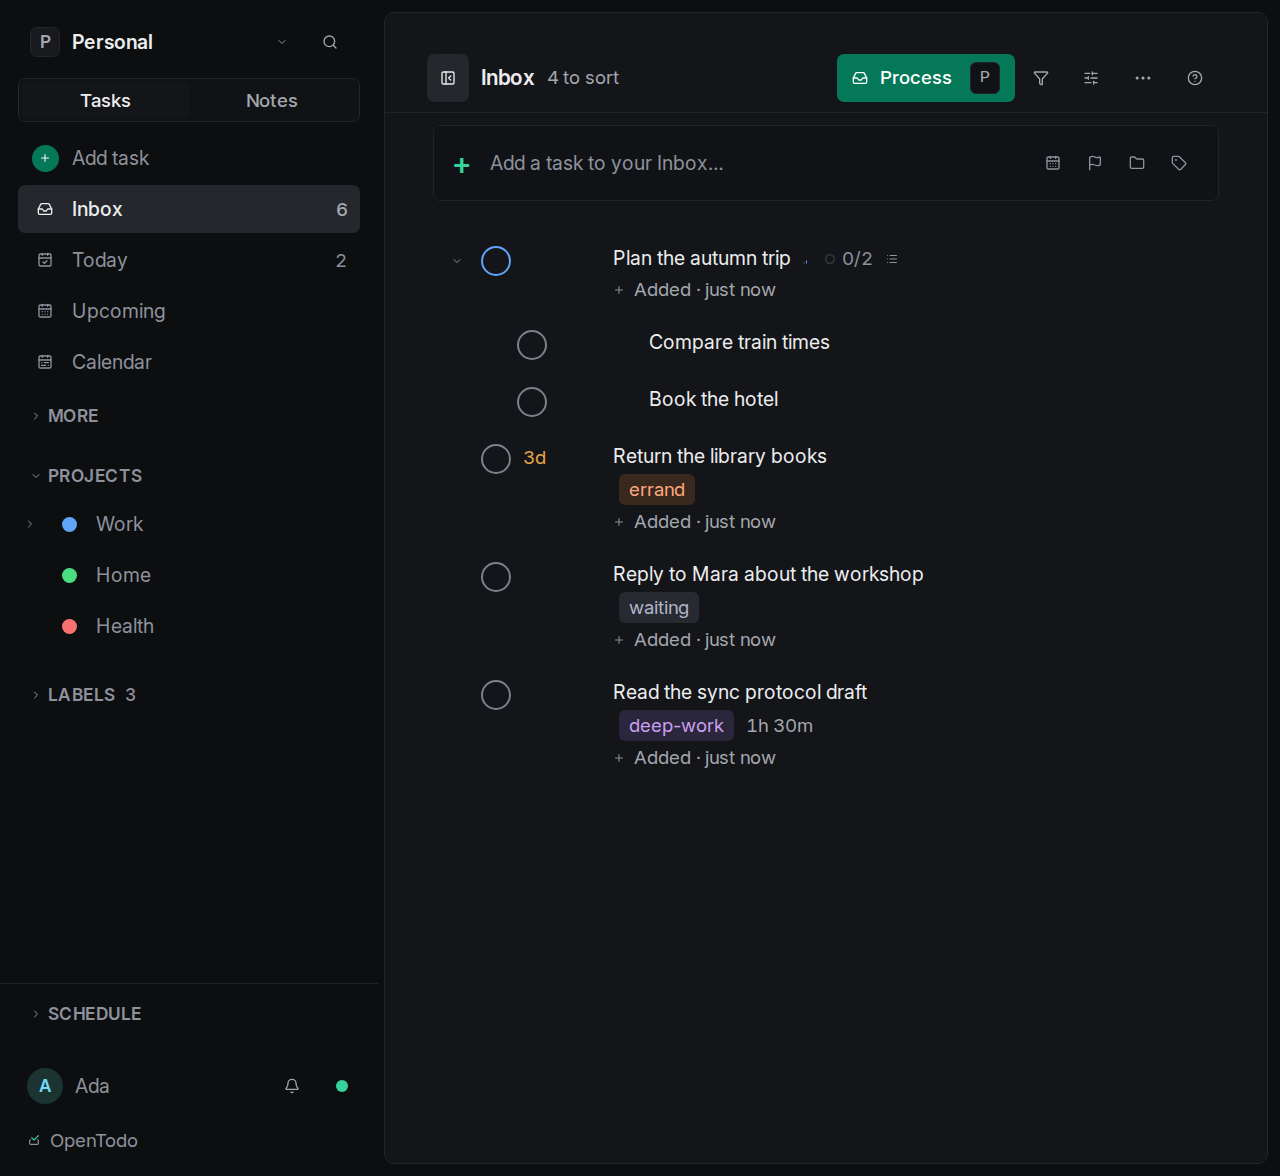 P Personal
Tasks Notes
Add task
Inbox 6
Today 2
Upcoming
Calendar
MORE
PROJECTS
Work
Home
Health
LABELS 3
SCHEDULE
A Ada
OpenTodo
Inbox 4 to sort Process P
Add a task to your Inbox...
Plan the autumn trip 0/2
Added · just now
Compare train times
Book the hotel
3d Return the library books
errand
Added · just now
Reply to Mara about the workshop
waiting
Added · just now
Read the sync protocol draft
deep-work 1h 30m
Added · just now